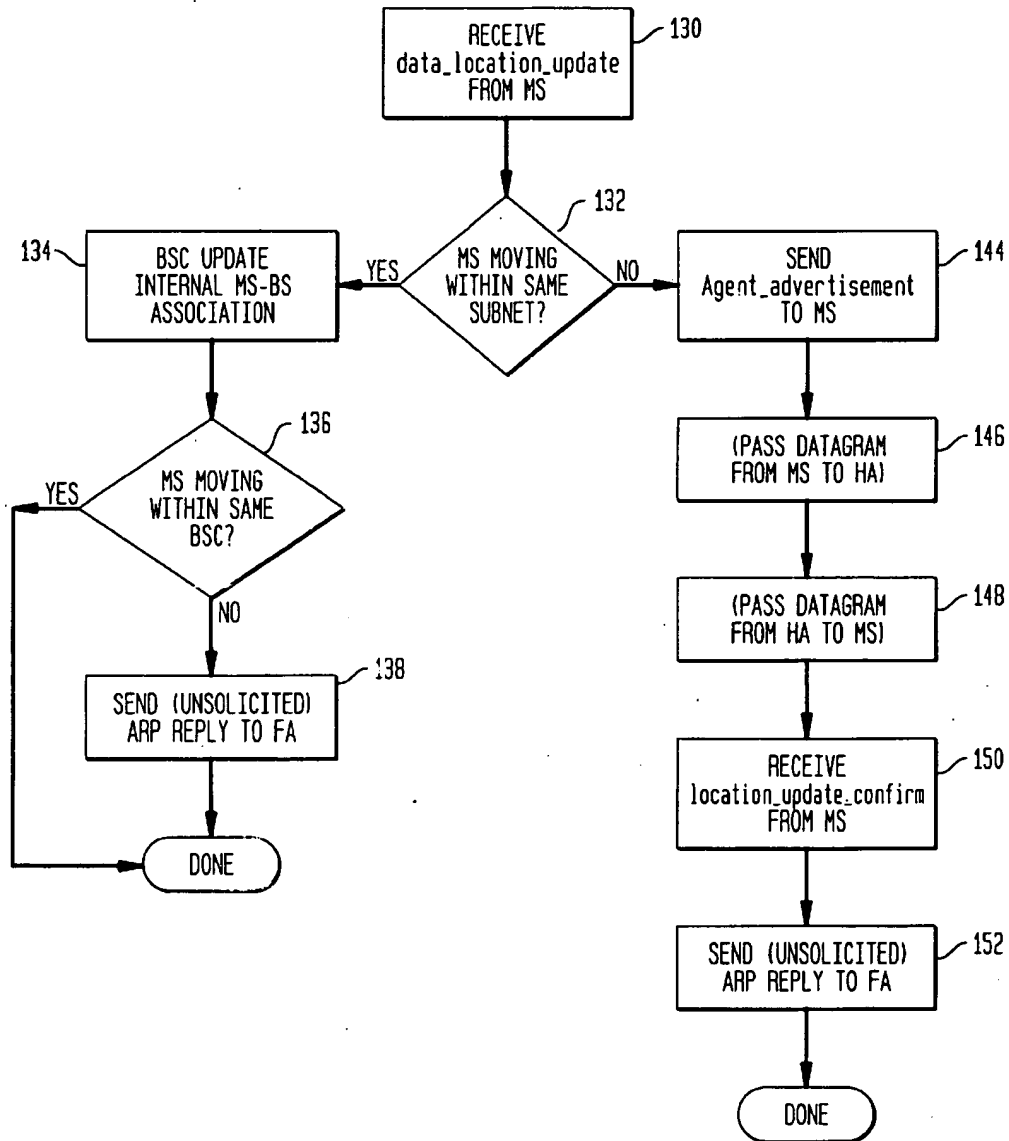 RECEIVE
data_location_update
FROM MS
130
MS MOVING
WITHIN SAME
SUBNET?
132
YES
NO
134
BSC UPDATE
INTERNAL MS-BS
ASSOCIATION
136
MS MOVING
WITHIN SAME
BSC?
YES
NO
138
SEND (UNSOLICITED)
ARP REPLY TO FA
DONE
SEND
Agent_advertisement
TO MS
144
(PASS DATAGRAM
FROM MS TO HA)
146
(PASS DATAGRAM
FROM HA TO MS)
148
RECEIVE
location_update_confirm
FROM MS
150
SEND (UNSOLICITED)
ARP REPLY TO FA
152
DONE